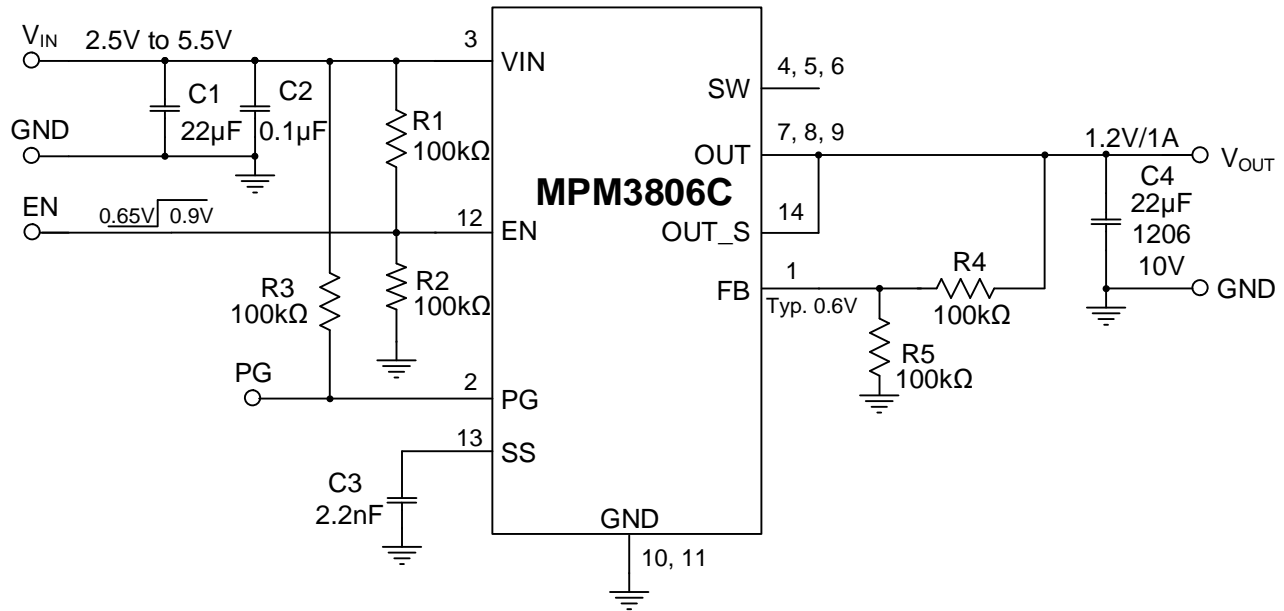 V_IN 2.5V to 5.5V
3
VIN
C1
22µF
C2
0.1µF
GND
R1
100kΩ
EN
0.65V 0.9V
12
EN
R2
100kΩ
R3
100kΩ
PG
2
PG
13
SS
C3
2.2nF
MPM3806C
GND
10, 11
4, 5, 6
SW
7, 8, 9
OUT
14
OUT_S
1
FB
Typ. 0.6V
R4
100kΩ
R5
100kΩ
1.2V/1A
V_OUT
C4
22µF
1206
10V
GND